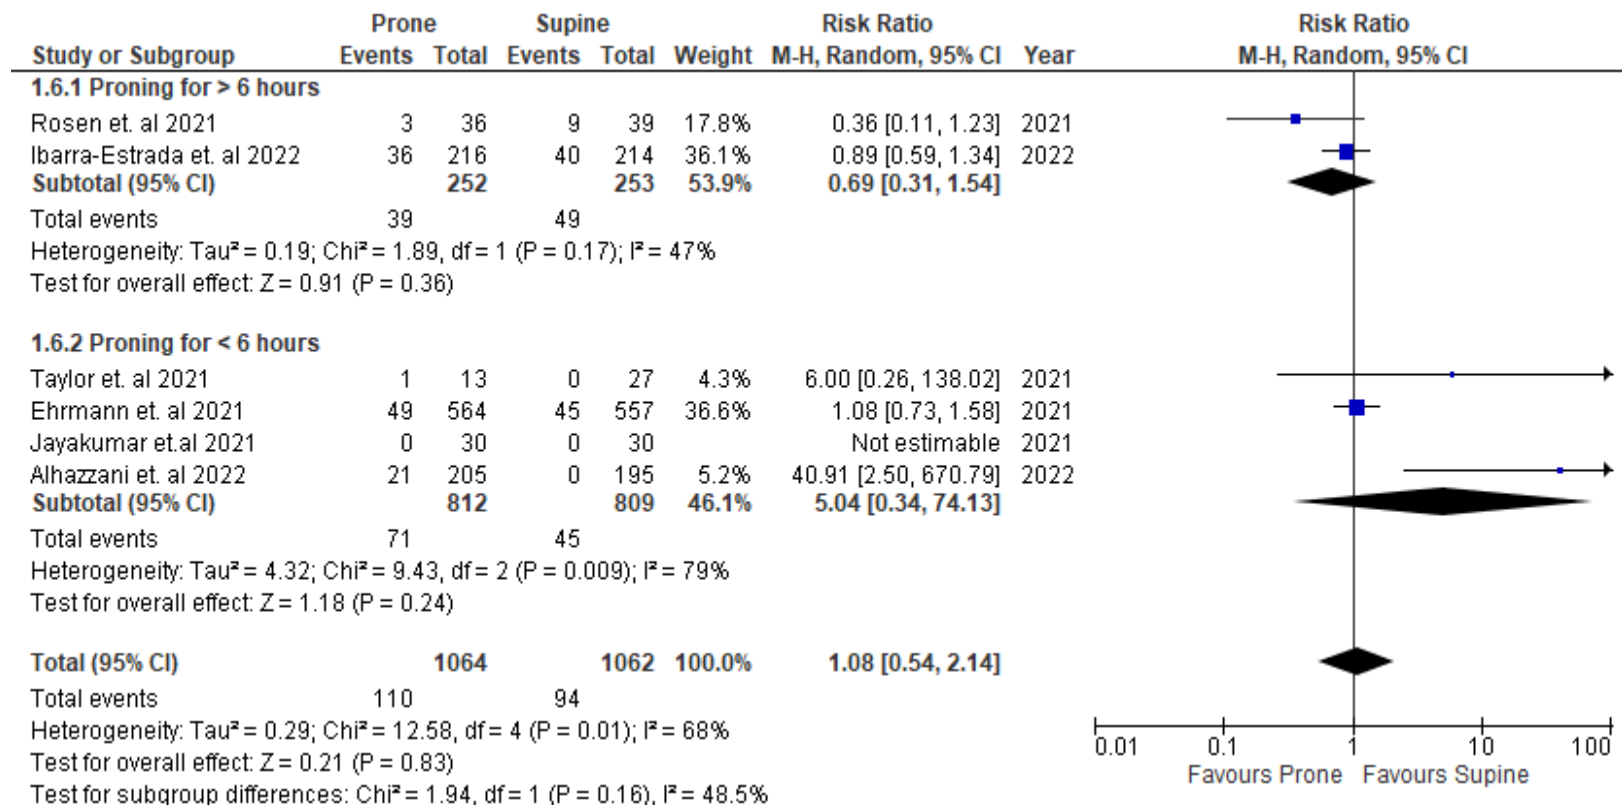 Prone Supine Risk Ratio Risk Ratio
Study or Subgroup Events Total Events Total Weight M-H, Random, 95% CI Year M-H, Random, 95% CI
1.6.1 Proning for > 6 hours
Rosen et. al 2021 3 36 9 39 17.8% 0.36 [0.11, 1.23] 2021
Ibarra-Estrada et. al 2022 36 216 40 214 36.1% 0.89 [0.59, 1.34] 2022
Subtotal (95% CI) 252 253 53.9% 0.69 [0.31, 1.54]
Total events 39 49
Heterogeneity: Tau² = 0.19; Chi² = 1.89, df = 1 (P = 0.17); I² = 47%
Test for overall effect: Z = 0.91 (P = 0.36)
1.6.2 Proning for < 6 hours
Taylor et. al 2021 1 13 0 27 4.3% 6.00 [0.26, 138.02] 2021
Ehrmann et. al 2021 49 564 45 557 36.6% 1.08 [0.73, 1.58] 2021
Jayakumar et.al 2021 0 30 0 30 Not estimable 2021
Alhazzani et. al 2022 21 205 0 195 5.2% 40.91 [2.50, 670.79] 2022
Subtotal (95% CI) 812 809 46.1% 5.04 [0.34, 74.13]
Total events 71 45
Heterogeneity: Tau² = 4.32; Chi² = 9.43, df = 2 (P = 0.009); I² = 79%
Test for overall effect: Z = 1.18 (P = 0.24)
Total (95% CI) 1064 1062 100.0% 1.08 [0.54, 2.14]
Total events 110 94
Heterogeneity: Tau² = 0.29; Chi² = 12.58, df = 4 (P = 0.01); I² = 68%
Test for overall effect: Z = 0.21 (P = 0.83)
Test for subgroup differences: Chi² = 1.94, df = 1 (P = 0.16), I² = 48.5%
0.01 0.1 1 10 100
Favours Prone Favours Supine